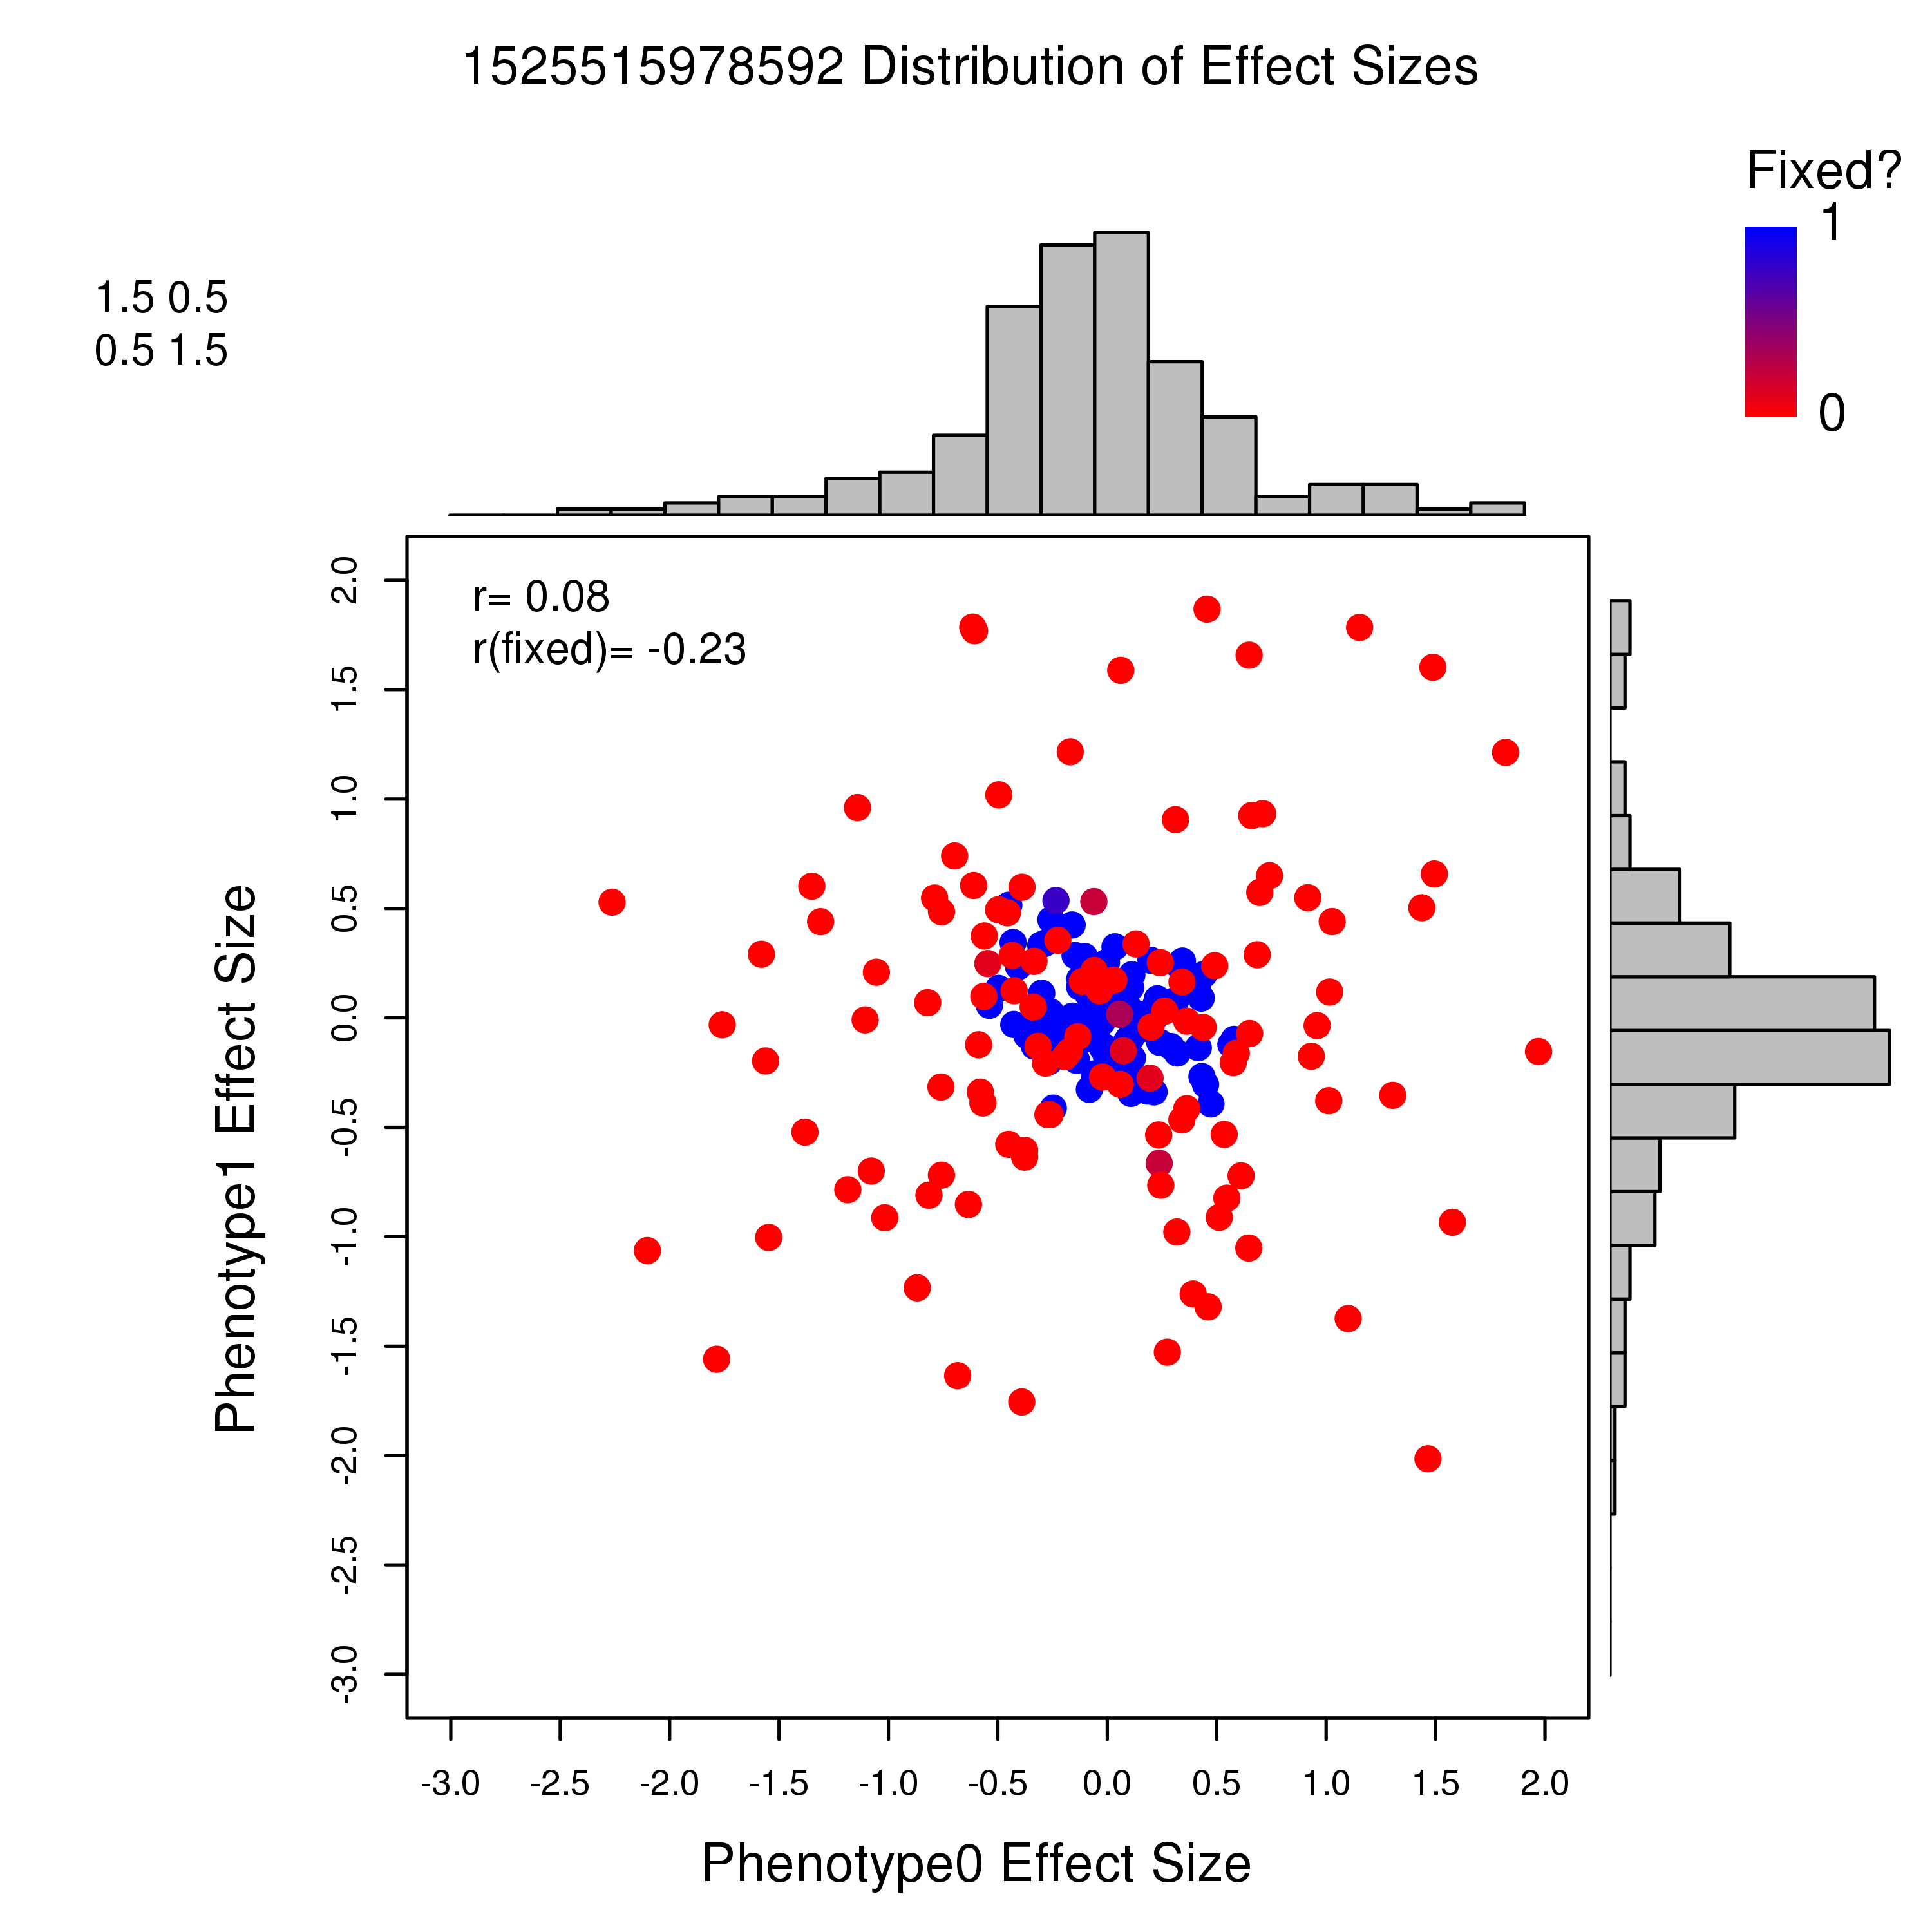 1525515978592 Distribution of Effect Sizes
Fixed?
1
0
1.5 0.5
0.5 1.5
r= 0.08
r(fixed)= -0.23
Phenotype1 Effect Size
2.0
1.5
1.0
0.5
0.0
-0.5
-1.0
-1.5
-2.0
-2.5
-3.0
-3.0 -2.5 -2.0 -1.5 -1.0 -0.5 0.0 0.5 1.0 1.5 2.0
Phenotype0 Effect Size